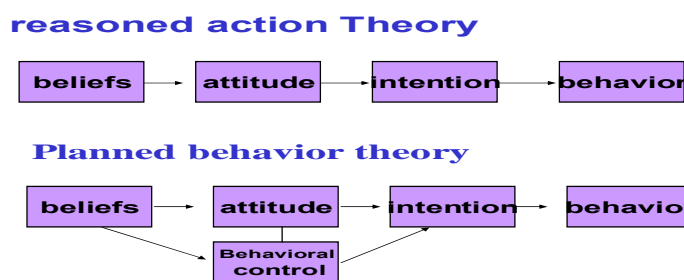 reasoned action Theory
beliefs attitude intention behavior
Planned behavior theory
beliefs attitude intention behavio
Behavioral
control